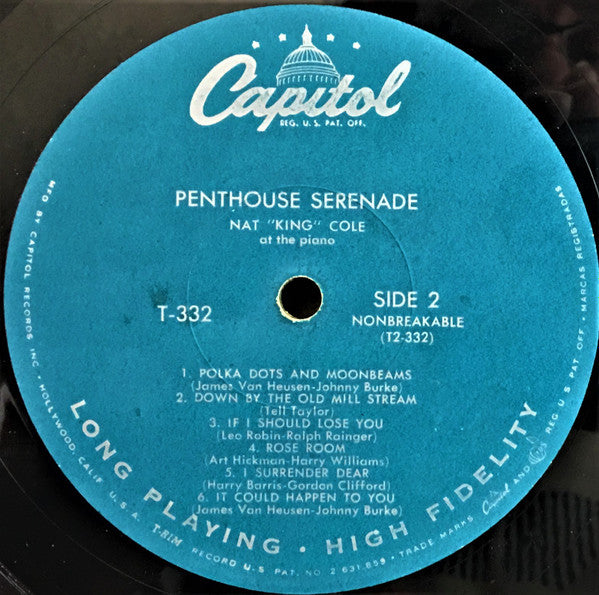 Capitol
REG. U. S. PAT. OFF.
PENTHOUSE SERENADE
NAT "KING" COLE
at the piano
T-332
SIDE 2
NONBREAKABLE
(T2-332)
1. POLKA DOTS AND MOONBEAMS
(James Van Heusen-Johnny Burke)
2. DOWN BY THE OLD MILL STREAM
(Tell Taylor)
3. IF I SHOULD LOSE YOU
(Leo Robin-Ralph Rainger)
4. ROSE ROOM
(Art Hickman-Harry Williams)
5. I SURRENDER DEAR
(Harry Barris-Gordon Clifford)
6. IT COULD HAPPEN TO YOU
(James Van Heusen-Johnny Burke)
LONG PLAYING • HIGH FIDELITY
MFD BY CAPITOL RECORDS INC. • HOLLYWOOD, CALIF. U. S. A. T-RIM RECORD U.S. PAT. NO. 2 631 859 • TRADE MARKS Capitol AND REG. U.S. PAT. OFF. • MARCAS REGISTRADAS